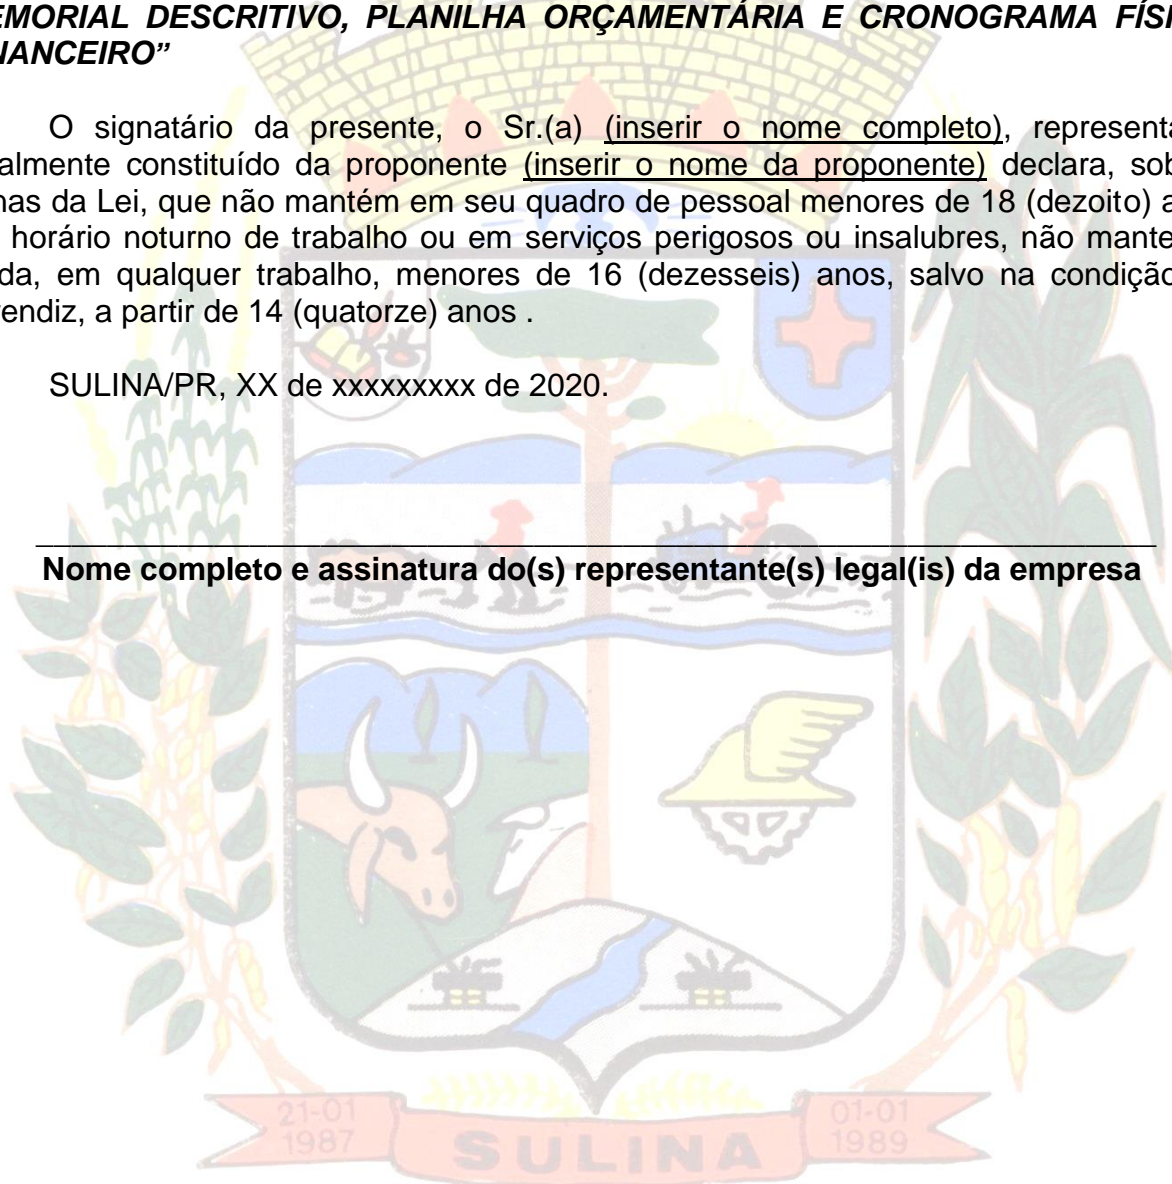 EMORIAL DESCRITIVO, PLANILHA ORÇAMENTÁRIA E CRONOGRAMA FÍSI
NANCEIRO”
O signatário da presente, o Sr.(a) (inserir o nome completo), representa
almente constituído da proponente (inserir o nome da proponente) declara, sob
nas da Lei, que não mantém em seu quadro de pessoal menores de 18 (dezoito) a
horário noturno de trabalho ou em serviços perigosos ou insalubres, não mante
da, em qualquer trabalho, menores de 16 (dezesseis) anos, salvo na condição
endiz, a partir de 14 (quatorze) anos .
SULINA/PR, XX de xxxxxxxxx de 2020.
Nome completo e assinatura do(s) representante(s) legal(is) da empresa
21-01
1987
SULINA
01-01
1989